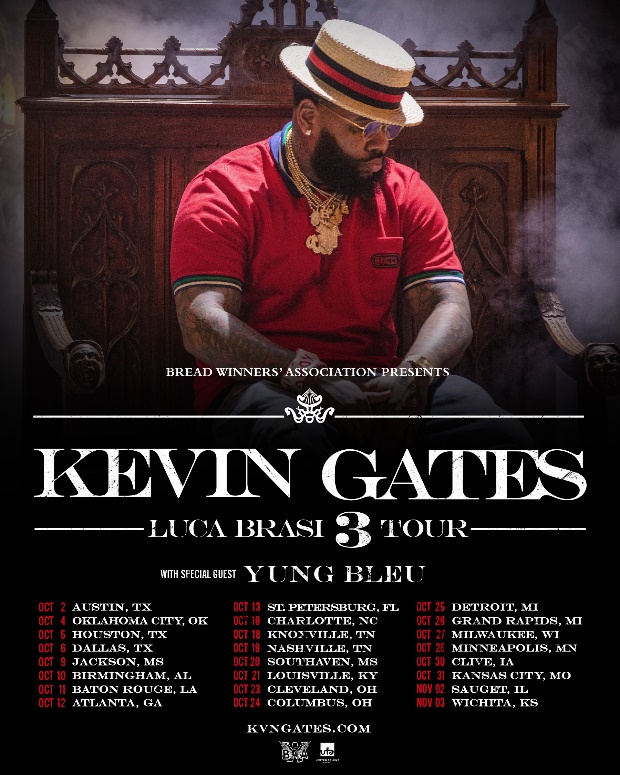 BREAD WINNERS' ASSOCIATION PRESENTS
KEVIN GATES
LUCA BRASI 3 TOUR
WITH SPECIAL GUEST YUNG BLEU
OCT 2 AUSTIN, TX
OCT 4 OKLAHOMA CITY, OK
OCT 5 HOUSTON, TX
OCT 6 DALLAS, TX
OCT 9 JACKSON, MS
OCT 10 BIRMINGHAM, AL
OCT 11 BATON ROUGE, LA
OCT 12 ATLANTA, GA
OCT 13 ST. PETERSBURG, FL
OCT 16 CHARLOTTE, NC
OCT 18 KNOXVILLE, TN
OCT 19 NASHVILLE, TN
OCT 20 SOUTHAVEN, MS
OCT 21 LOUISVILLE, KY
OCT 23 CLEVELAND, OH
OCT 24 COLUMBUS, OH
OCT 25 DETROIT, MI
OCT 26 GRAND RAPIDS, MI
OCT 27 MILWAUKEE, WI
OCT MINNEAPOLIS, MN
OCT 30 CLIVE, IA
OCT 31 KANSAS CITY, MO
NOV 02 SAUGET, IL
NOV 03 WICHITA, KS
KVNGATES.COM